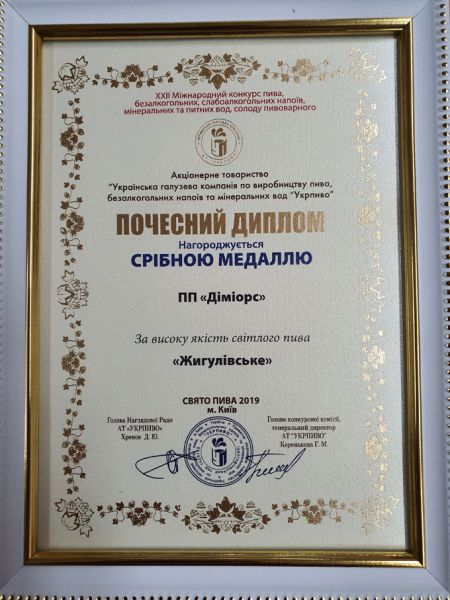 XXII Міжнародний конкурс пива,
безалкогольних, слабоалкогольних напоїв,
мінеральних та питних вод, солоду пивоварного
Акціонерне товариство
"Українська галузева компанія по виробництву пива,
безалкогольних напоїв та мінеральних вод "Укрпиво"
ПОЧЕСНИЙ ДИПЛОМ
Нагороджується
СРІБНОЮ МЕДАЛЛЮ
ПП «Діміорс»
За високу якість світлого пива
«Жигулівське»
СВЯТО ПИВА 2019
м. Київ
Голова Наглядової Ради
АТ «УКРПИВО»
Хренов Д. Ю.
Голова конкурсної комісії,
генеральний директор
АТ "УКРПИВО"
Коренькова Г. М.